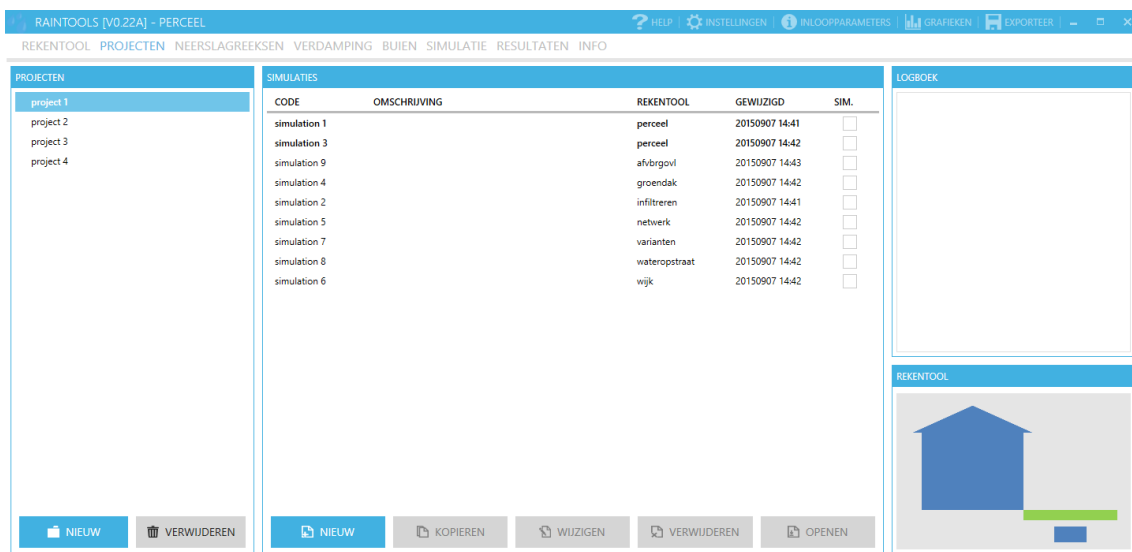 RAINTOOLS [V0.22A] - PERCEEL
? HELP | INSTELLINGEN | INLOOPPARAMETERS | GRAFIEKEN | EXPORTEER |
REKENTOOL PROJECTEN NEERSLAGREEKSEN VERDAMPING BUIEN SIMULATIE RESULTATEN INFO
PROJECTEN
project 1
project 2
project 3
project 4
NIEUW VERWIJDEREN
SIMULATIES
CODE OMSCHRIJVING REKENTOOL GEWIJZIGD SIM.
simulation 1 perceel 20150907 14:41
simulation 3 perceel 20150907 14:42
simulation 9 afvbrgovl 20150907 14:43
simulation 4 groendak 20150907 14:42
simulation 2 infiltreren 20150907 14:41
simulation 5 netwerk 20150907 14:42
simulation 7 varianten 20150907 14:42
simulation 8 wateropstraat 20150907 14:42
simulation 6 wijk 20150907 14:42
NIEUW KOPIEREN WIJZIGEN VERWIJDEREN OPENEN
LOGBOEK
REKENTOOL